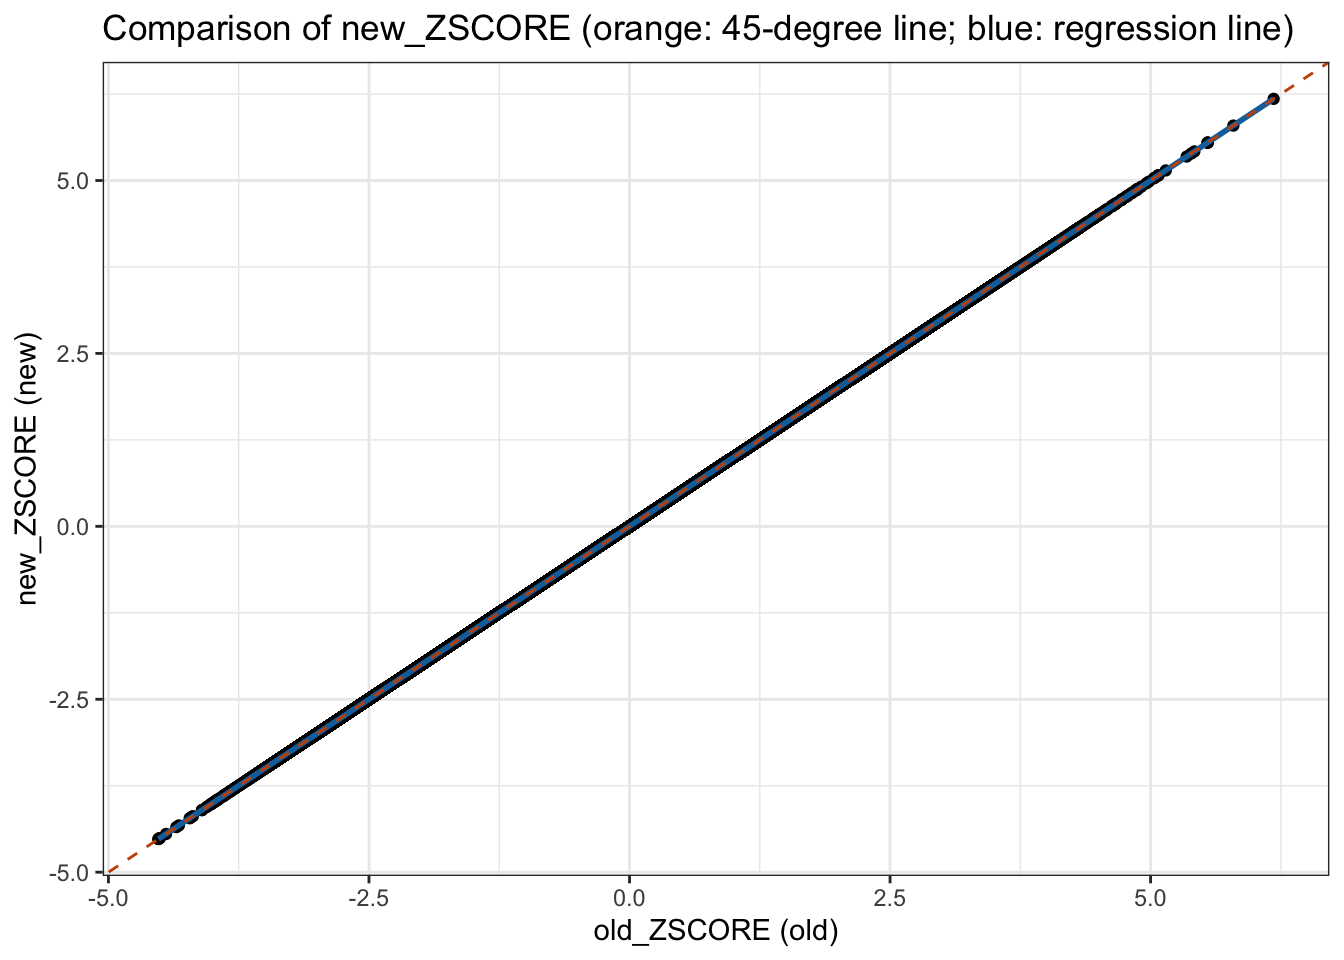 Comparison of new_ZSCORE (orange: 45-degree line; blue: regression line)
new_ZSCORE (new)
5.0
2.5
0.0
-2.5
-5.0
-5.0 -2.5 0.0 2.5 5.0
old_ZSCORE (old)